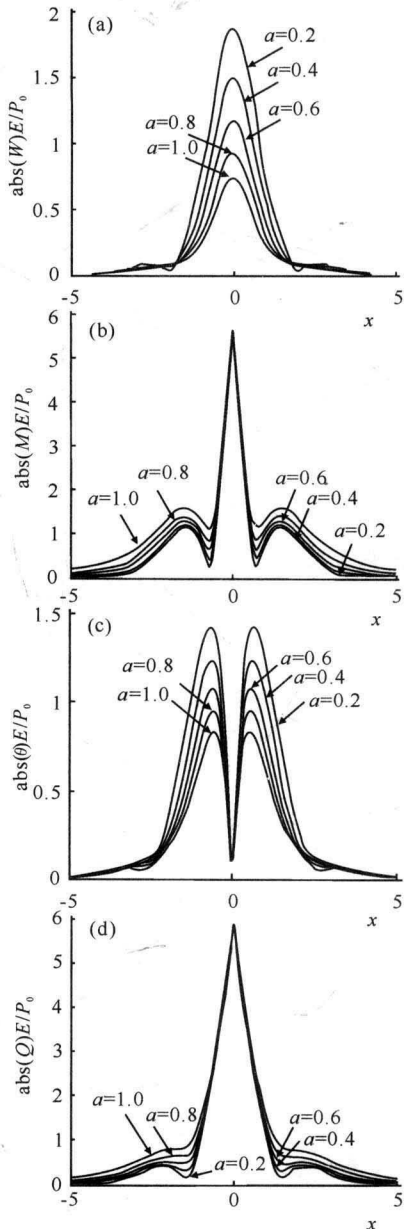 (a)
abs(W)E/P₀
2
1.5
1
0.5
0
a=0.2
a=0.4
a=0.6
a=0.8
a=1.0
-5
0
5
x
(b)
abs(M)E/P₀
6
5
4
3
2
1
0
a=1.0
a=0.8
a=0.6
a=0.4
a=0.2
-5
0
5
x
(c)
abs(θ)E/P₀
1.5
1
0.5
0
a=0.8
a=1.0
a=0.6
a=0.4
a=0.2
-5
0
5
x
(d)
abs(Q)E/P₀
6
5
4
3
2
1
0
a=1.0
a=0.8
a=0.6
a=0.4
a=0.2
-5
0
5
x